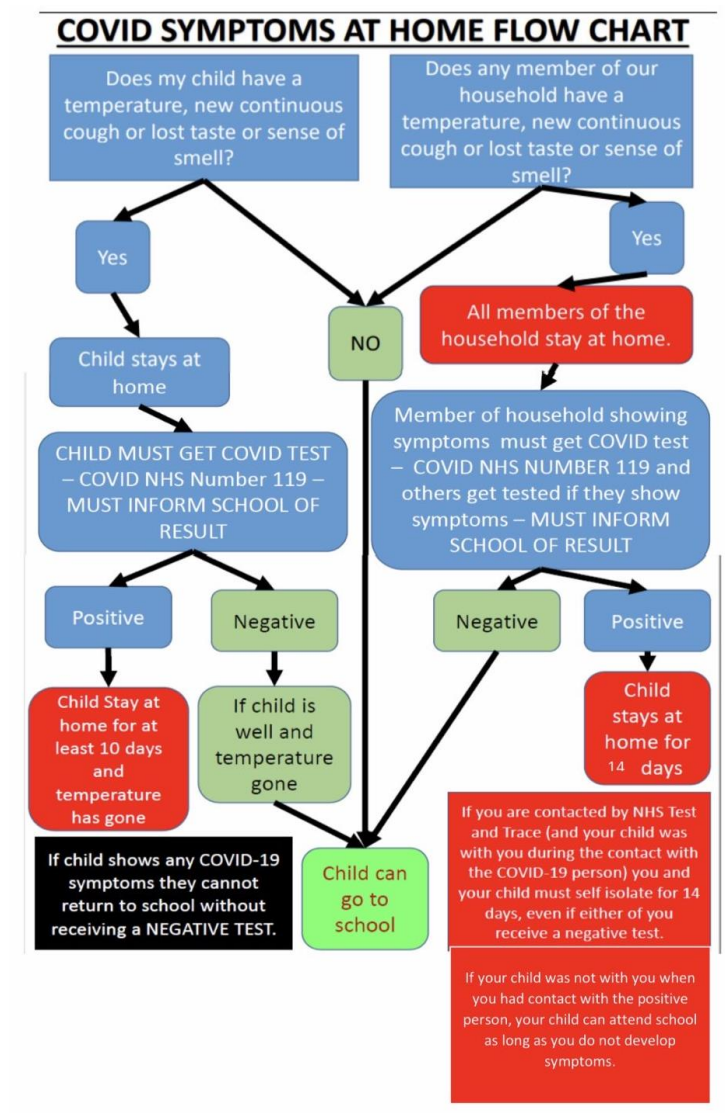 COVID SYMPTOMS AT HOME FLOW CHART
Does my child have a
temperature, new continuous
cough or lost taste or sense of
smell?
Does any member of our
household have a
temperature, new continuous
cough or lost taste or sense of
smell?
Yes
Yes
NO
All members of the
household stay at home.
Child stays at
home
Member of household showing
symptoms must get COVID test
– COVID NHS NUMBER 119 and
others get tested if they show
symptoms – MUST INFORM
SCHOOL OF RESULT
CHILD MUST GET COVID TEST
– COVID NHS Number 119 –
MUST INFORM SCHOOL OF
RESULT
Positive
Negative
Negative
Positive
Child Stay at
home for at
least 10 days
and
temperature
has gone
If child is
well and
temperature
gone
Child
stays at
home for
14 days
If child shows any COVID-19
symptoms they cannot
return to school without
receiving a NEGATIVE TEST.
Child can
go to
school
If you are contacted by NHS Test
and Trace (and your child was
with you during the contact with
the COVID-19 person) you and
your child must self isolate for 14
days, even if either of you
receive a negative test.
If your child was not with you when
you had contact with the positive
person, your child can attend school
as long as you do not develop
symptoms.